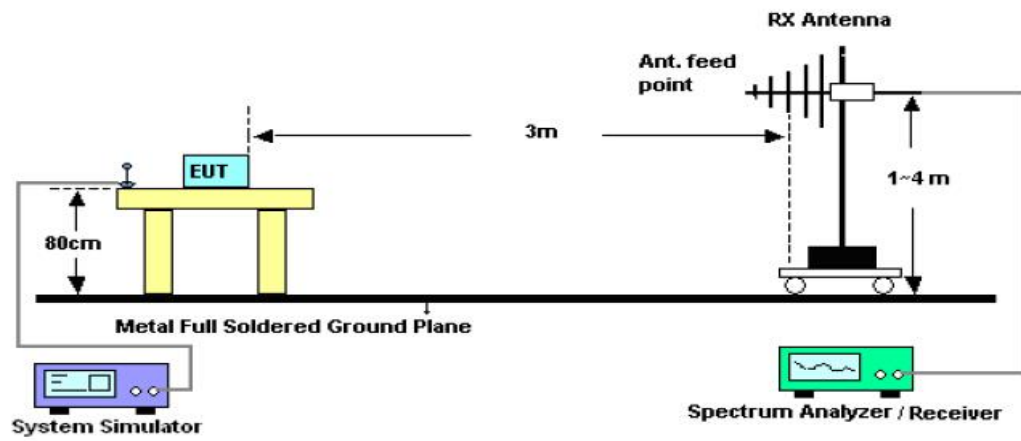 RX Antenna
Ant. feed
point
3m
EUT
1~4 m
80cm
Metal Full Soldered Ground Plane
System Simulator
Spectrum Analyzer / Receiver